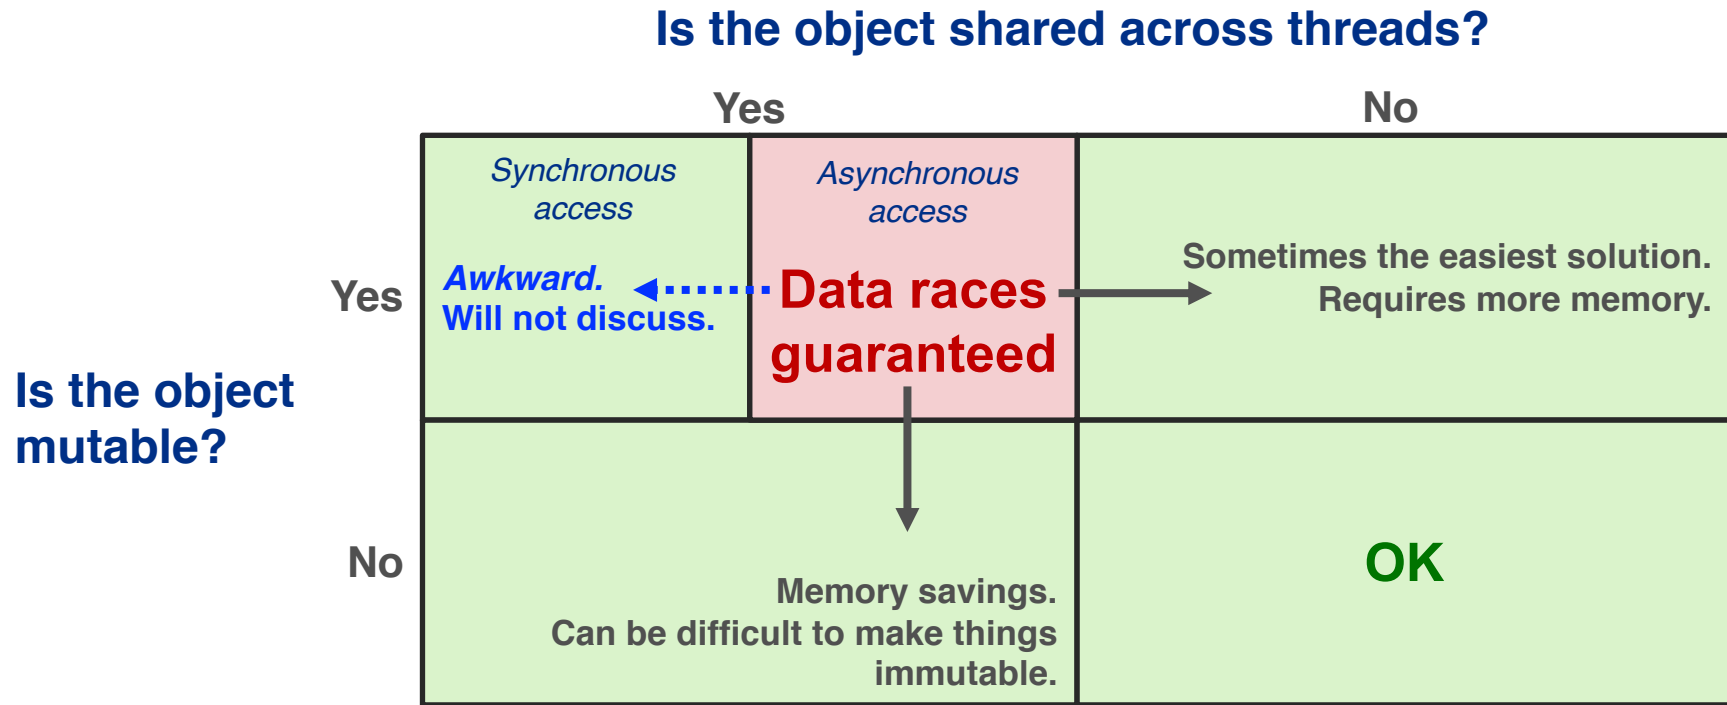 Is the object shared across threads?
Yes
No
Synchronous
access
Asynchronous
access
Is the object
mutable?
Yes
Awkward.
Will not discuss.
Data races
guaranteed
Sometimes the easiest solution.
Requires more memory.
No
Memory savings.
Can be difficult to make things
immutable.
OK